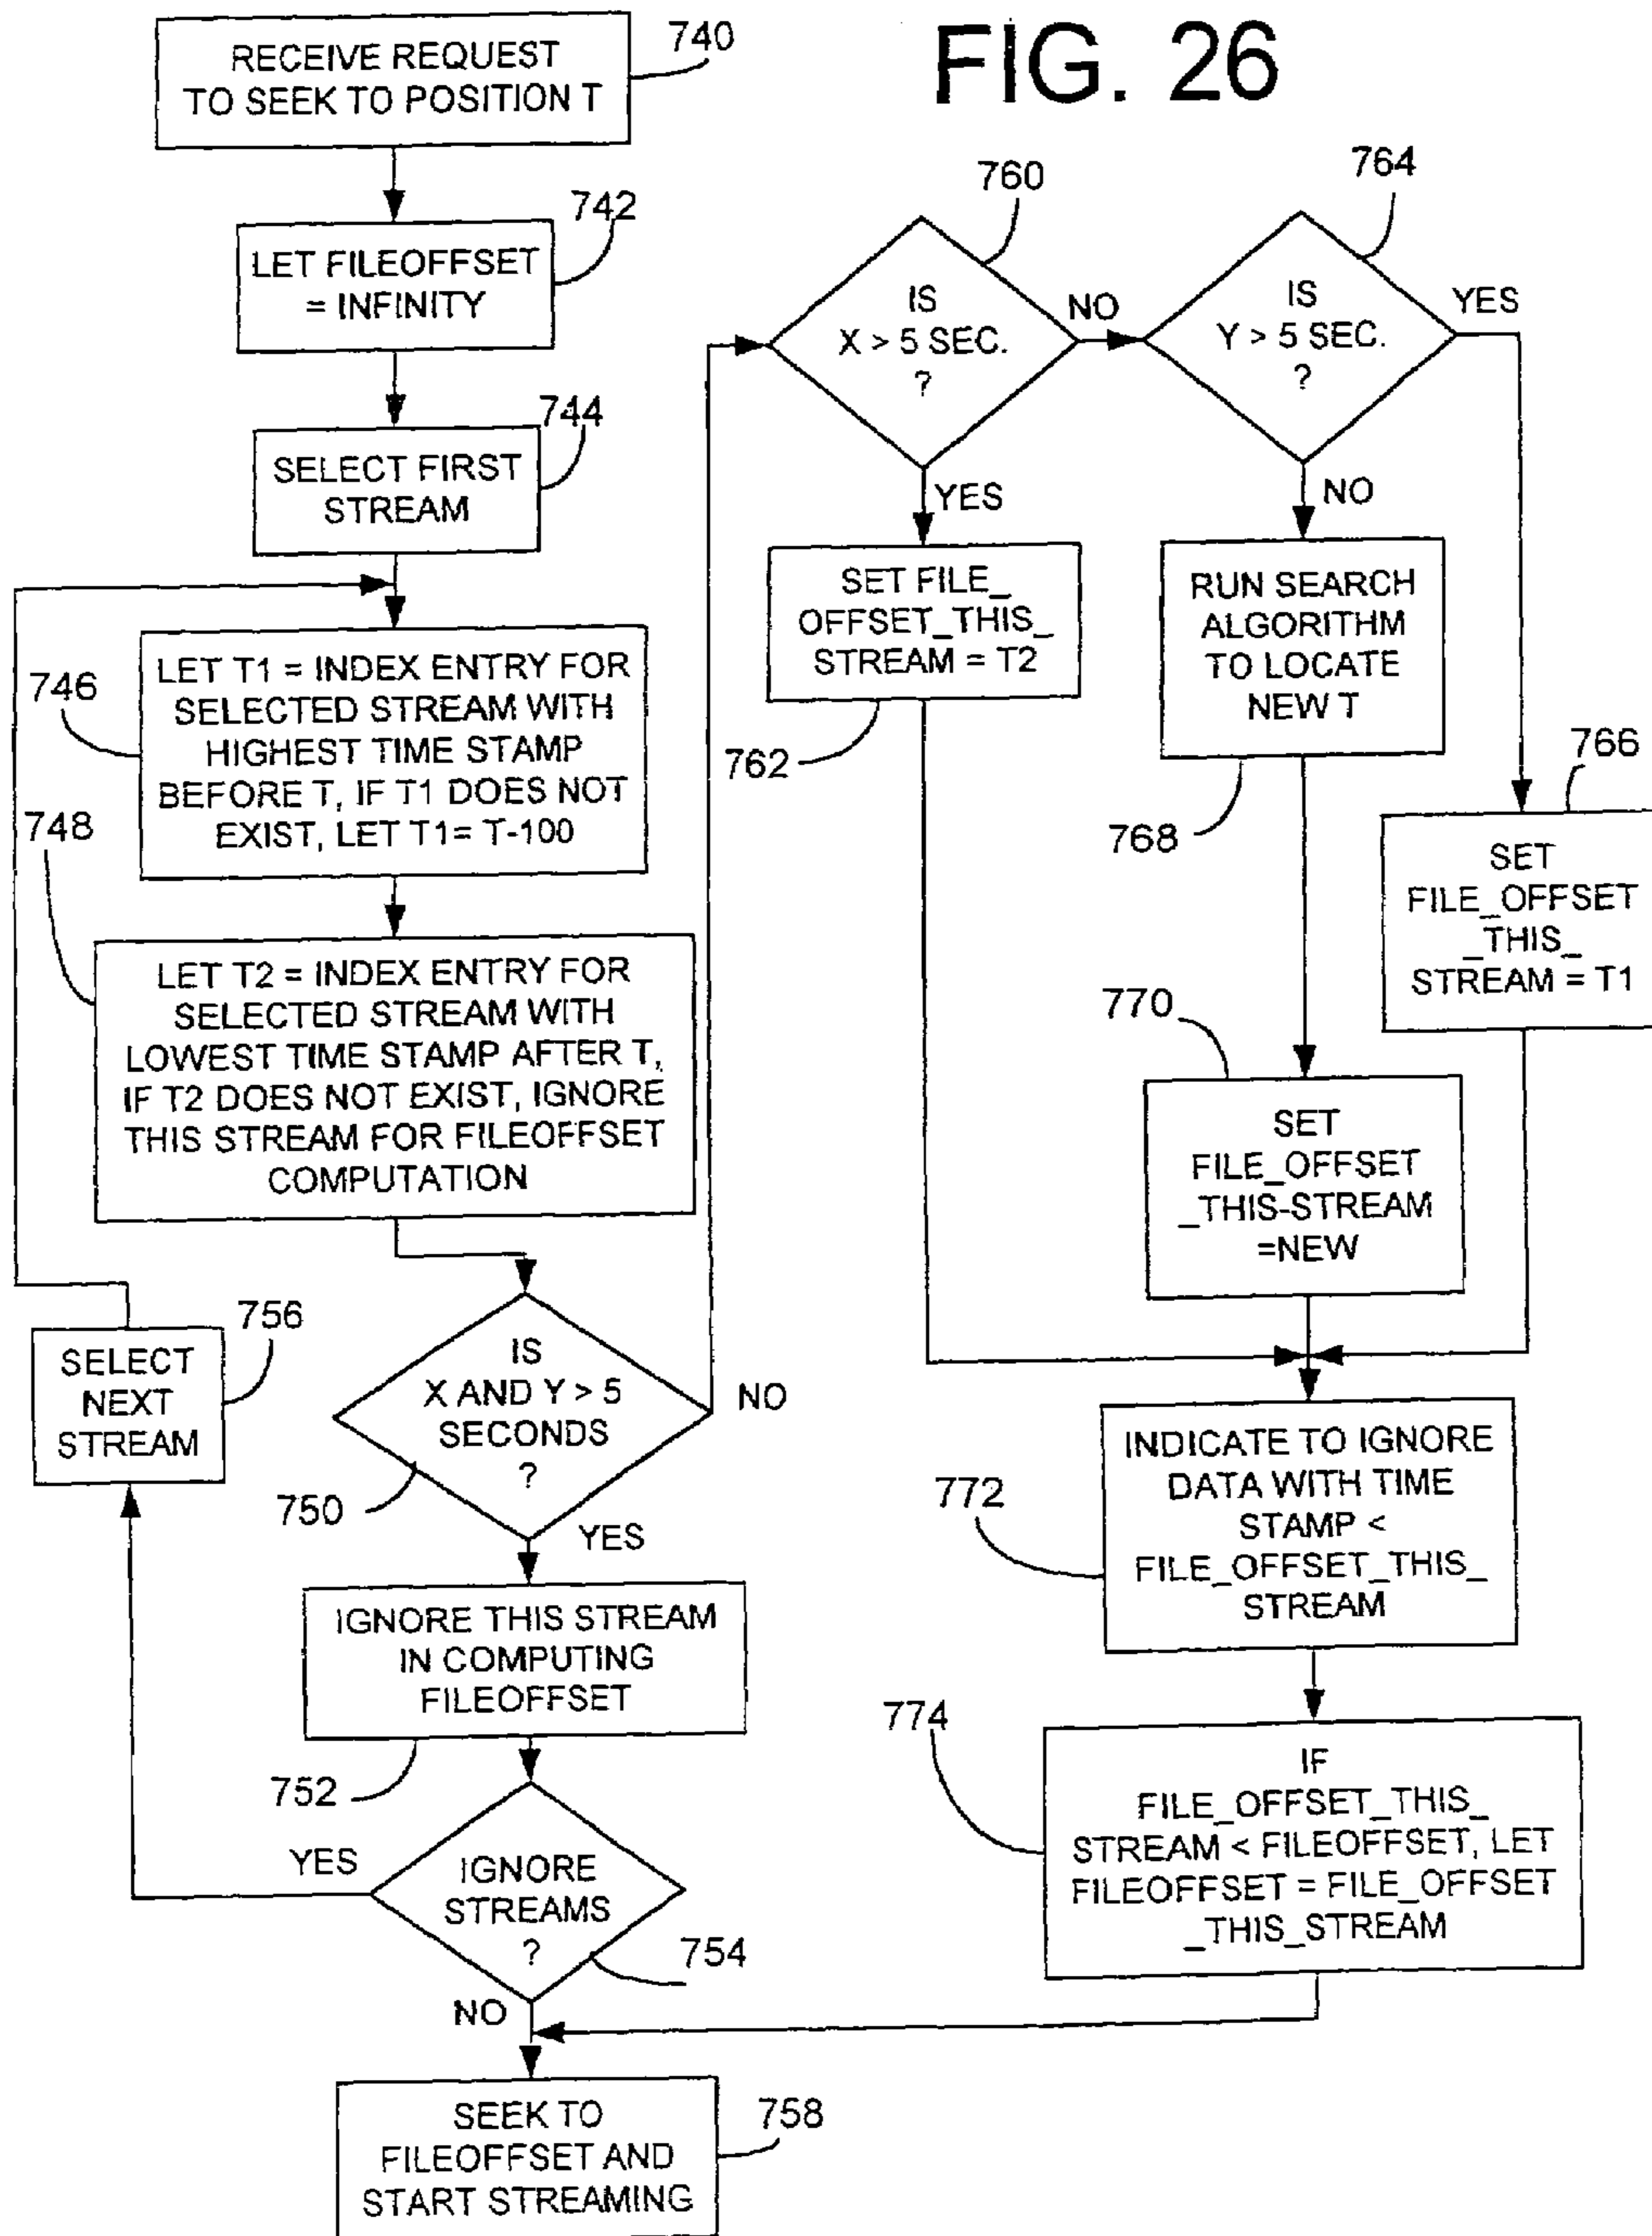 FIG. 26
740
RECEIVE REQUEST
TO SEEK TO POSITION T
742
LET FILEOFFSET
= INFINITY
744
SELECT FIRST
STREAM
746
LET T1 = INDEX ENTRY FOR
SELECTED STREAM WITH
HIGHEST TIME STAMP
BEFORE T, IF T1 DOES NOT
EXIST, LET T1= T-100
748
LET T2 = INDEX ENTRY FOR
SELECTED STREAM WITH
LOWEST TIME STAMP AFTER T,
IF T2 DOES NOT EXIST, IGNORE
THIS STREAM FOR FILEOFFSET
COMPUTATION
756
SELECT
NEXT
STREAM
IS
X AND Y > 5
SECONDS
?
NO
750
YES
IGNORE THIS STREAM
IN COMPUTING
FILEOFFSET
752
YES
IGNORE
STREAMS
?
754
NO
SEEK TO
FILEOFFSET AND
START STREAMING
758
760
IS
X > 5 SEC.
?
NO
YES
SET FILE_
OFFSET_THIS_
STREAM = T2
762
764
IS
Y > 5 SEC.
?
YES
NO
RUN SEARCH
ALGORITHM
TO LOCATE
NEW T
768
766
SET
FILE_OFFSET
_THIS_
STREAM = T1
770
SET
FILE_OFFSET
_THIS-STREAM
=NEW
772
INDICATE TO IGNORE
DATA WITH TIME
STAMP <
FILE_OFFSET_THIS_
STREAM
774
IF
FILE_OFFSET_THIS_
STREAM < FILEOFFSET, LET
FILEOFFSET = FILE_OFFSET
_THIS_STREAM